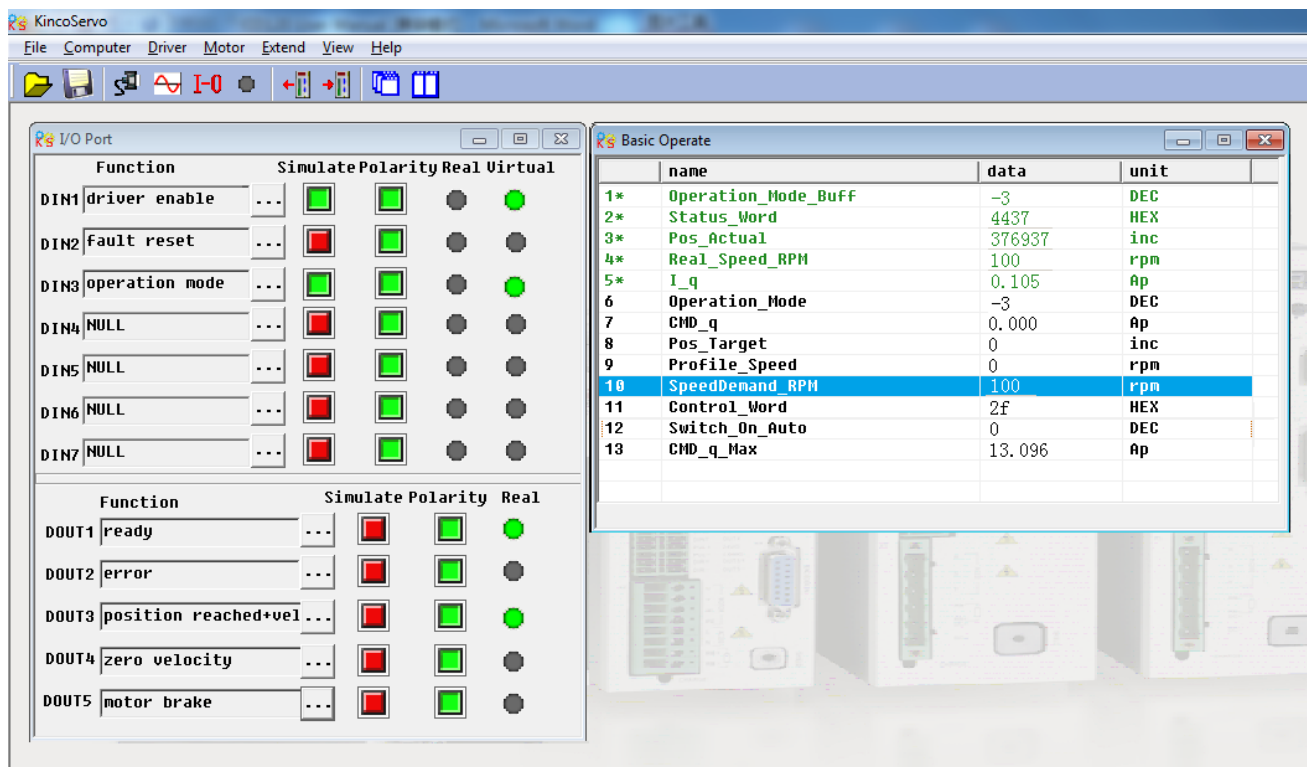 KincoServo
File Computer Driver Motor Extend View Help
I-O
I/O Port
Function Simulate Polarity Real Virtual
DIN1 driver enable ...
DIN2 fault reset ...
DIN3 operation mode ...
DIN4 NULL ...
DIN5 NULL ...
DIN6 NULL ...
DIN7 NULL ...
Function Simulate Polarity Real
DOUT1 ready ...
DOUT2 error ...
DOUT3 position reached+vel ...
DOUT4 zero velocity ...
DOUT5 motor brake ...
Basic Operate
name data unit
1* Operation_Mode_Buff -3 DEC
2* Status_Word 4437 HEX
3* Pos_Actual 376937 inc
4* Real_Speed_RPM 100 rpm
5* I_q 0.105 Ap
6 Operation_Mode -3 DEC
7 CMD_q 0.000 Ap
8 Pos_Target 0 inc
9 Profile_Speed 0 rpm
10 SpeedDemand_RPM 100 rpm
11 Control_Word 2f HEX
12 Switch_On_Auto 0 DEC
13 CMD_q_Max 13.096 Ap